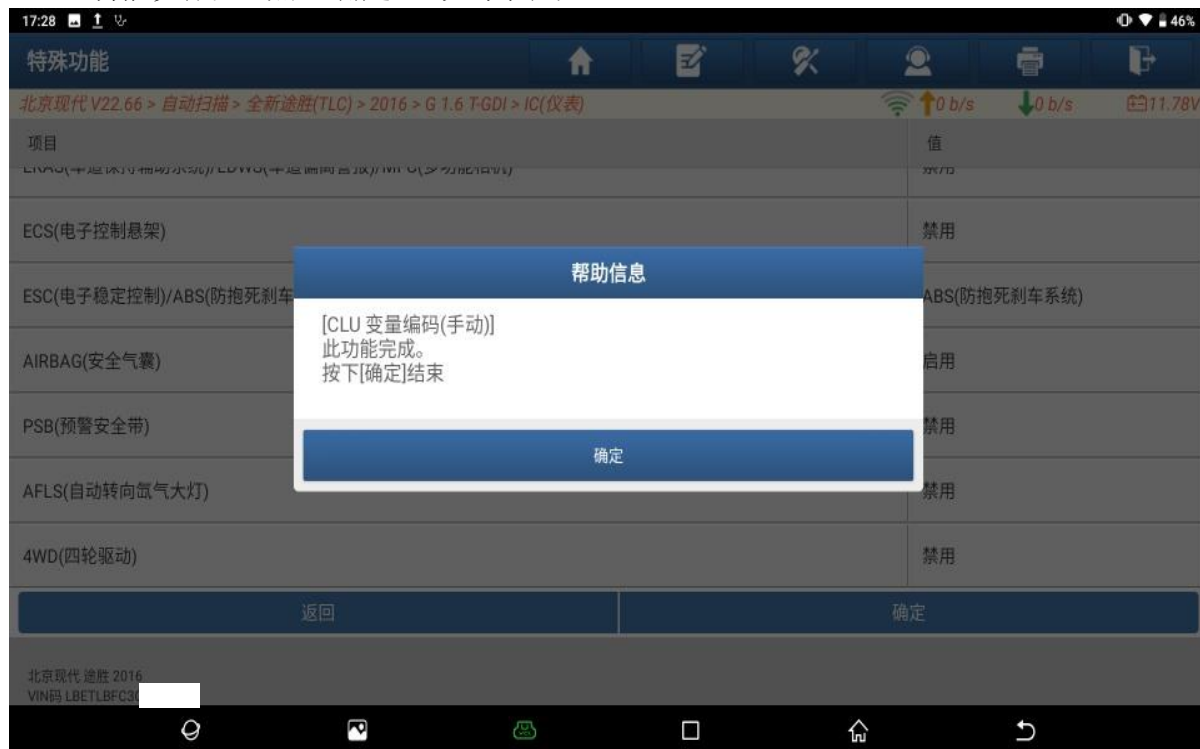 17:28
46%
特殊功能
北京现代 V22.66 > 自动扫描 > 全新途胜(TLC) > 2016 > G 1.6 T-GDI > IC(仪表)
0 b/s
0 b/s
11.78V
项目
值
ECS(电子控制悬架)
禁用
ESC(电子稳定控制)/ABS(防抱死刹车
ABS(防抱死刹车系统)
AIRBAG(安全气囊)
启用
PSB(预警安全带)
禁用
AFLS(自动转向氙气大灯)
禁用
4WD(四轮驱动)
禁用
帮助信息
[CLU 变量编码(手动)]
此功能完成。
按下[确定]结束
确定
返回
确定
北京现代 途胜 2016
VIN码 LBETLBFC3